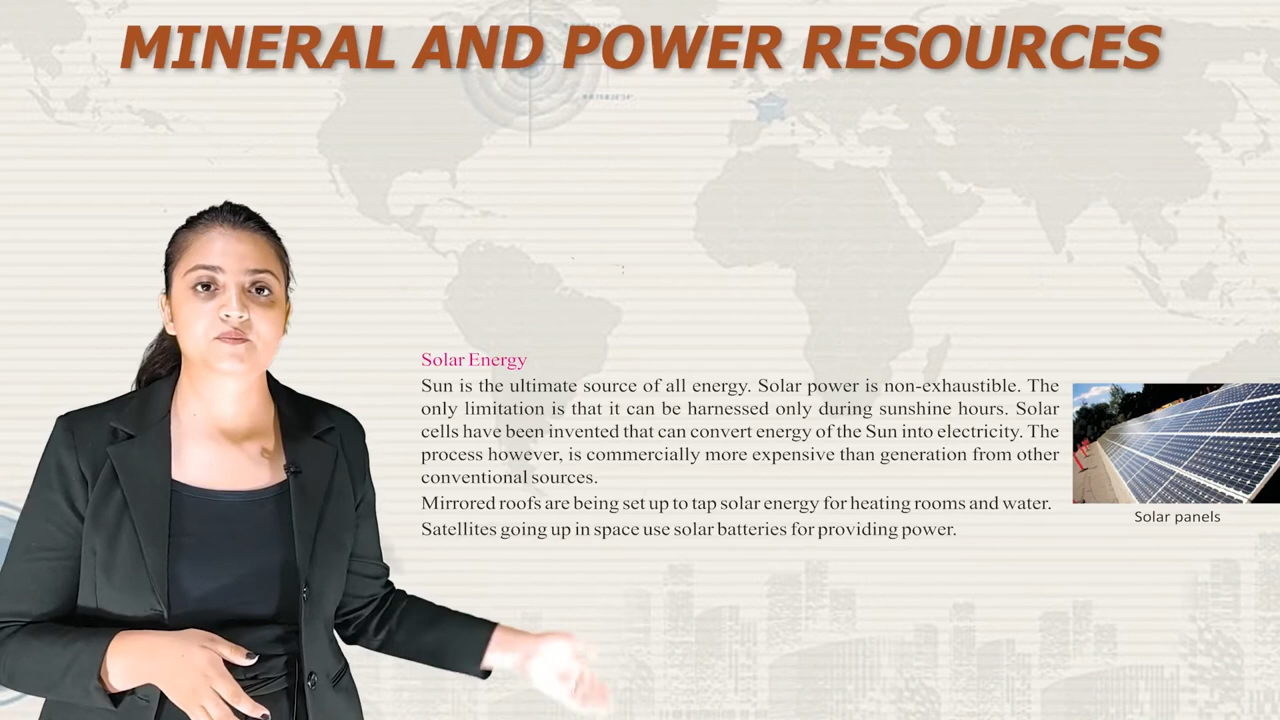 MINERAL AND POWER RESOURCES
Solar Energy
Sun is the ultimate source of all energy. Solar power is non-exhaustible. The
only limitation is that it can be harnessed only during sunshine hours. Solar
cells have been invented that can convert energy of the Sun into electricity. The
process however, is commercially more expensive than generation from other
conventional sources.
Mirrored roofs are being set up to tap solar energy for heating rooms and water.
Satellites going up in space use solar batteries for providing power.
Solar panels